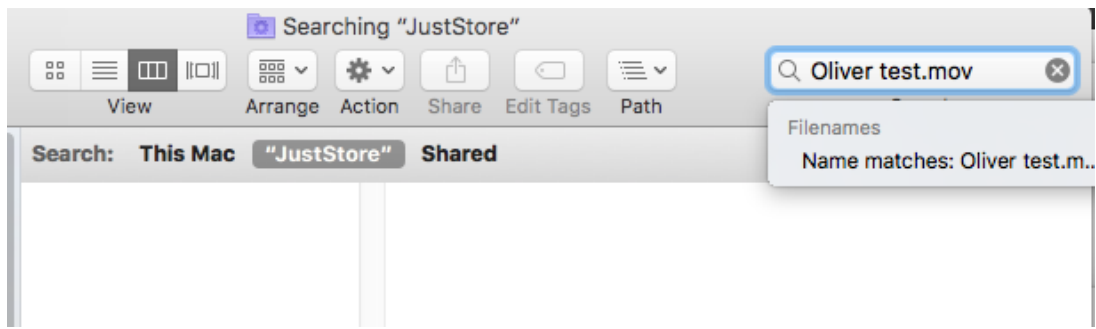 Searching “JustStore”
Oliver test.mov
View Arrange Action Share Edit Tags Path
Filenames
Search: This Mac “JustStore” Shared
Name matches: Oliver test.m..